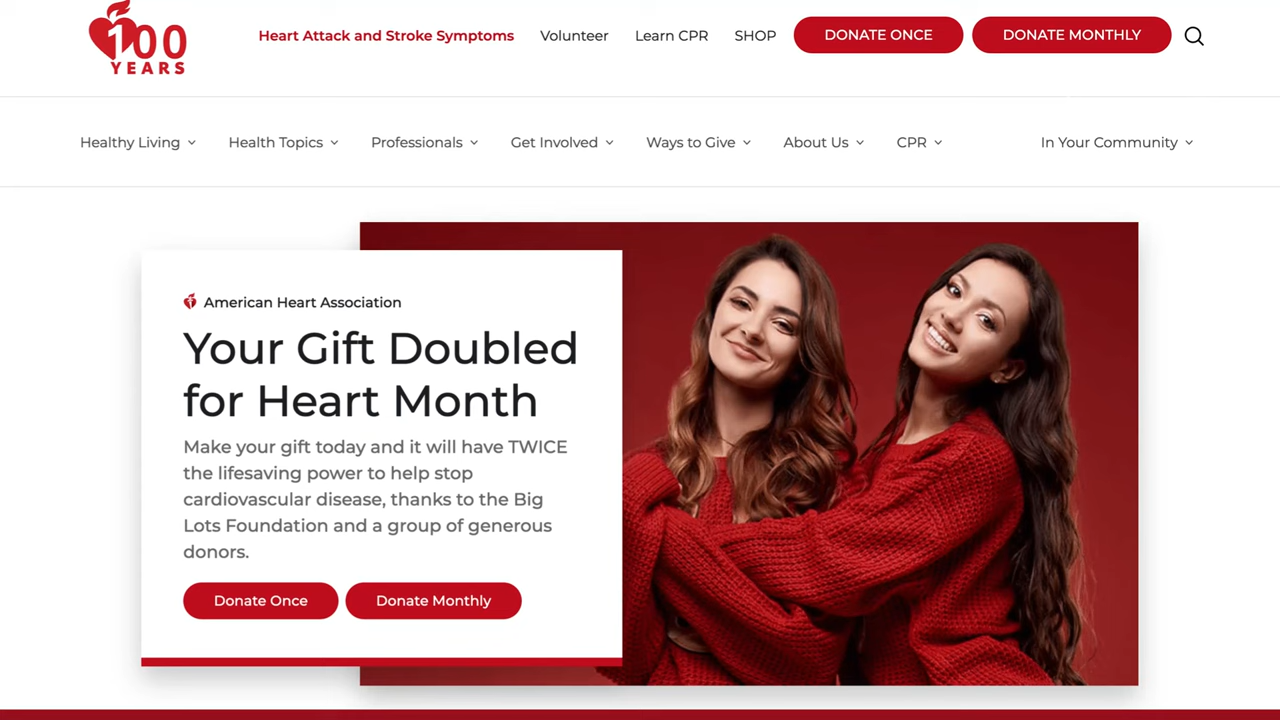 100
YEARS
Heart Attack and Stroke Symptoms Volunteer Learn CPR SHOP DONATE ONCE DONATE MONTHLY
Healthy Living Health Topics Professionals Get Involved Ways to Give About Us CPR In Your Community
American Heart Association
Your Gift Doubled
for Heart Month
Make your gift today and it will have TWICE
the lifesaving power to help stop
cardiovascular disease, thanks to the Big
Lots Foundation and a group of generous
donors.
Donate Once Donate Monthly